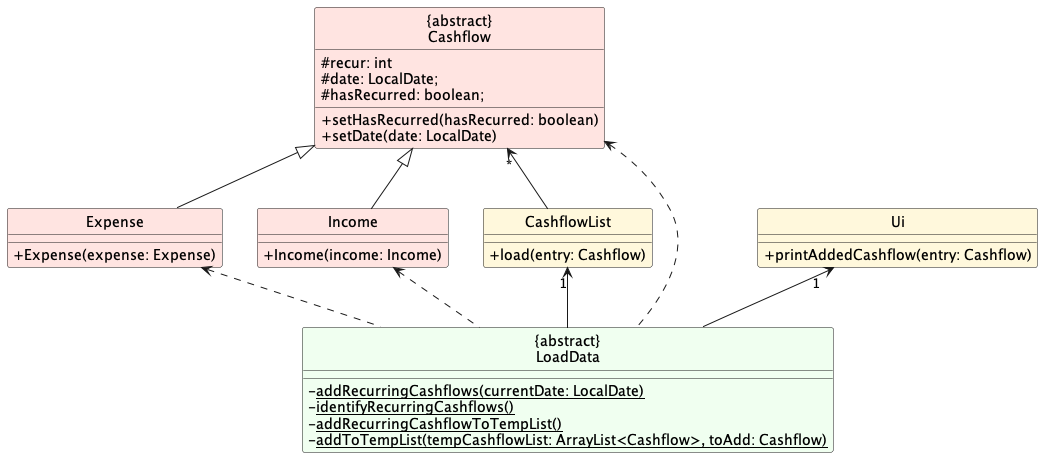 {abstract}
Cashflow
#recur: int
#date: LocalDate;
#hasRecurred: boolean;
+setHasRecurred(hasRecurred: boolean)
+setDate(date: LocalDate)
*
Expense
+Expense(expense: Expense)
Income
+Income(income: Income)
CashflowList
+load(entry: Cashflow)
Ui
+printAddedCashflow(entry: Cashflow)
1
1
{abstract}
LoadData
-addRecurringCashflows(currentDate: LocalDate)
-identifyRecurringCashflows()
-addRecurringCashflowToTempList()
-addToTempList(tempCashflowList: ArrayList<Cashflow>, toAdd: Cashflow)